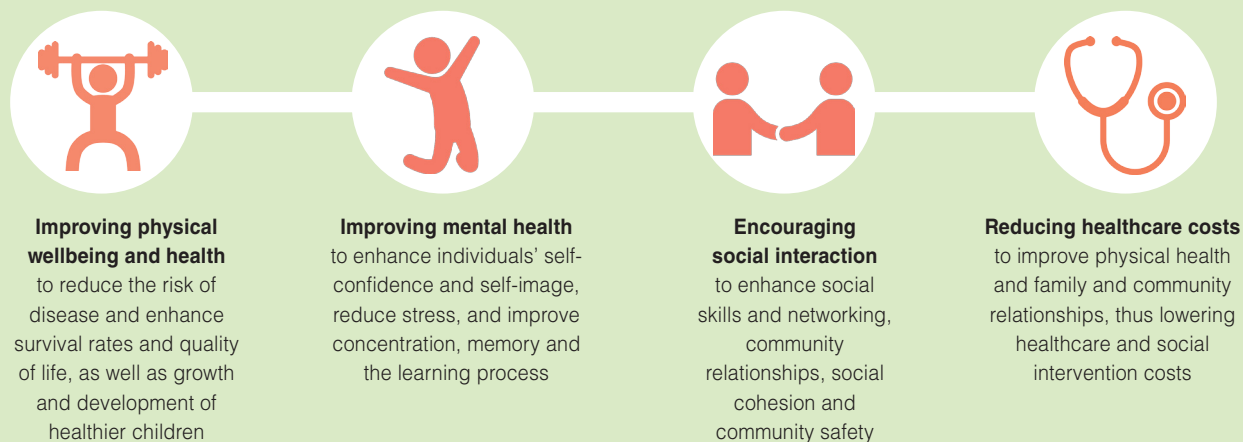 Improving physical
wellbeing and health
to reduce the risk of
disease and enhance
survival rates and quality
of life, as well as growth
and development of
healthier children
Improving mental health
to enhance individuals’ self-
confidence and self-image,
reduce stress, and improve
concentration, memory and
the learning process
Encouraging
social interaction
to enhance social
skills and networking,
community
relationships, social
cohesion and
community safety
Reducing healthcare costs
to improve physical health
and family and community
relationships, thus lowering
healthcare and social
intervention costs